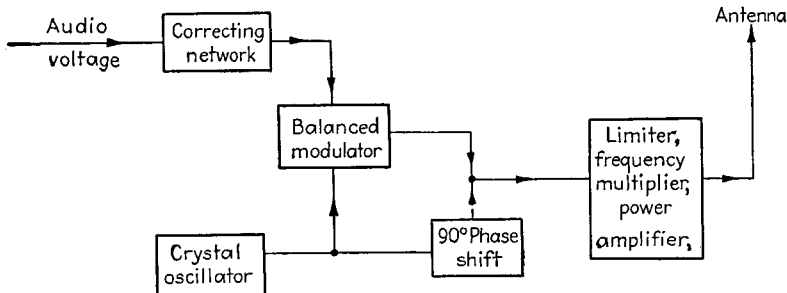 Audio
voltage
Correcting
network
Antenna
Balanced
modulator
Limiter,
frequency
multiplier,
power
amplifier,
Crystal
oscillator
90° Phase
shift